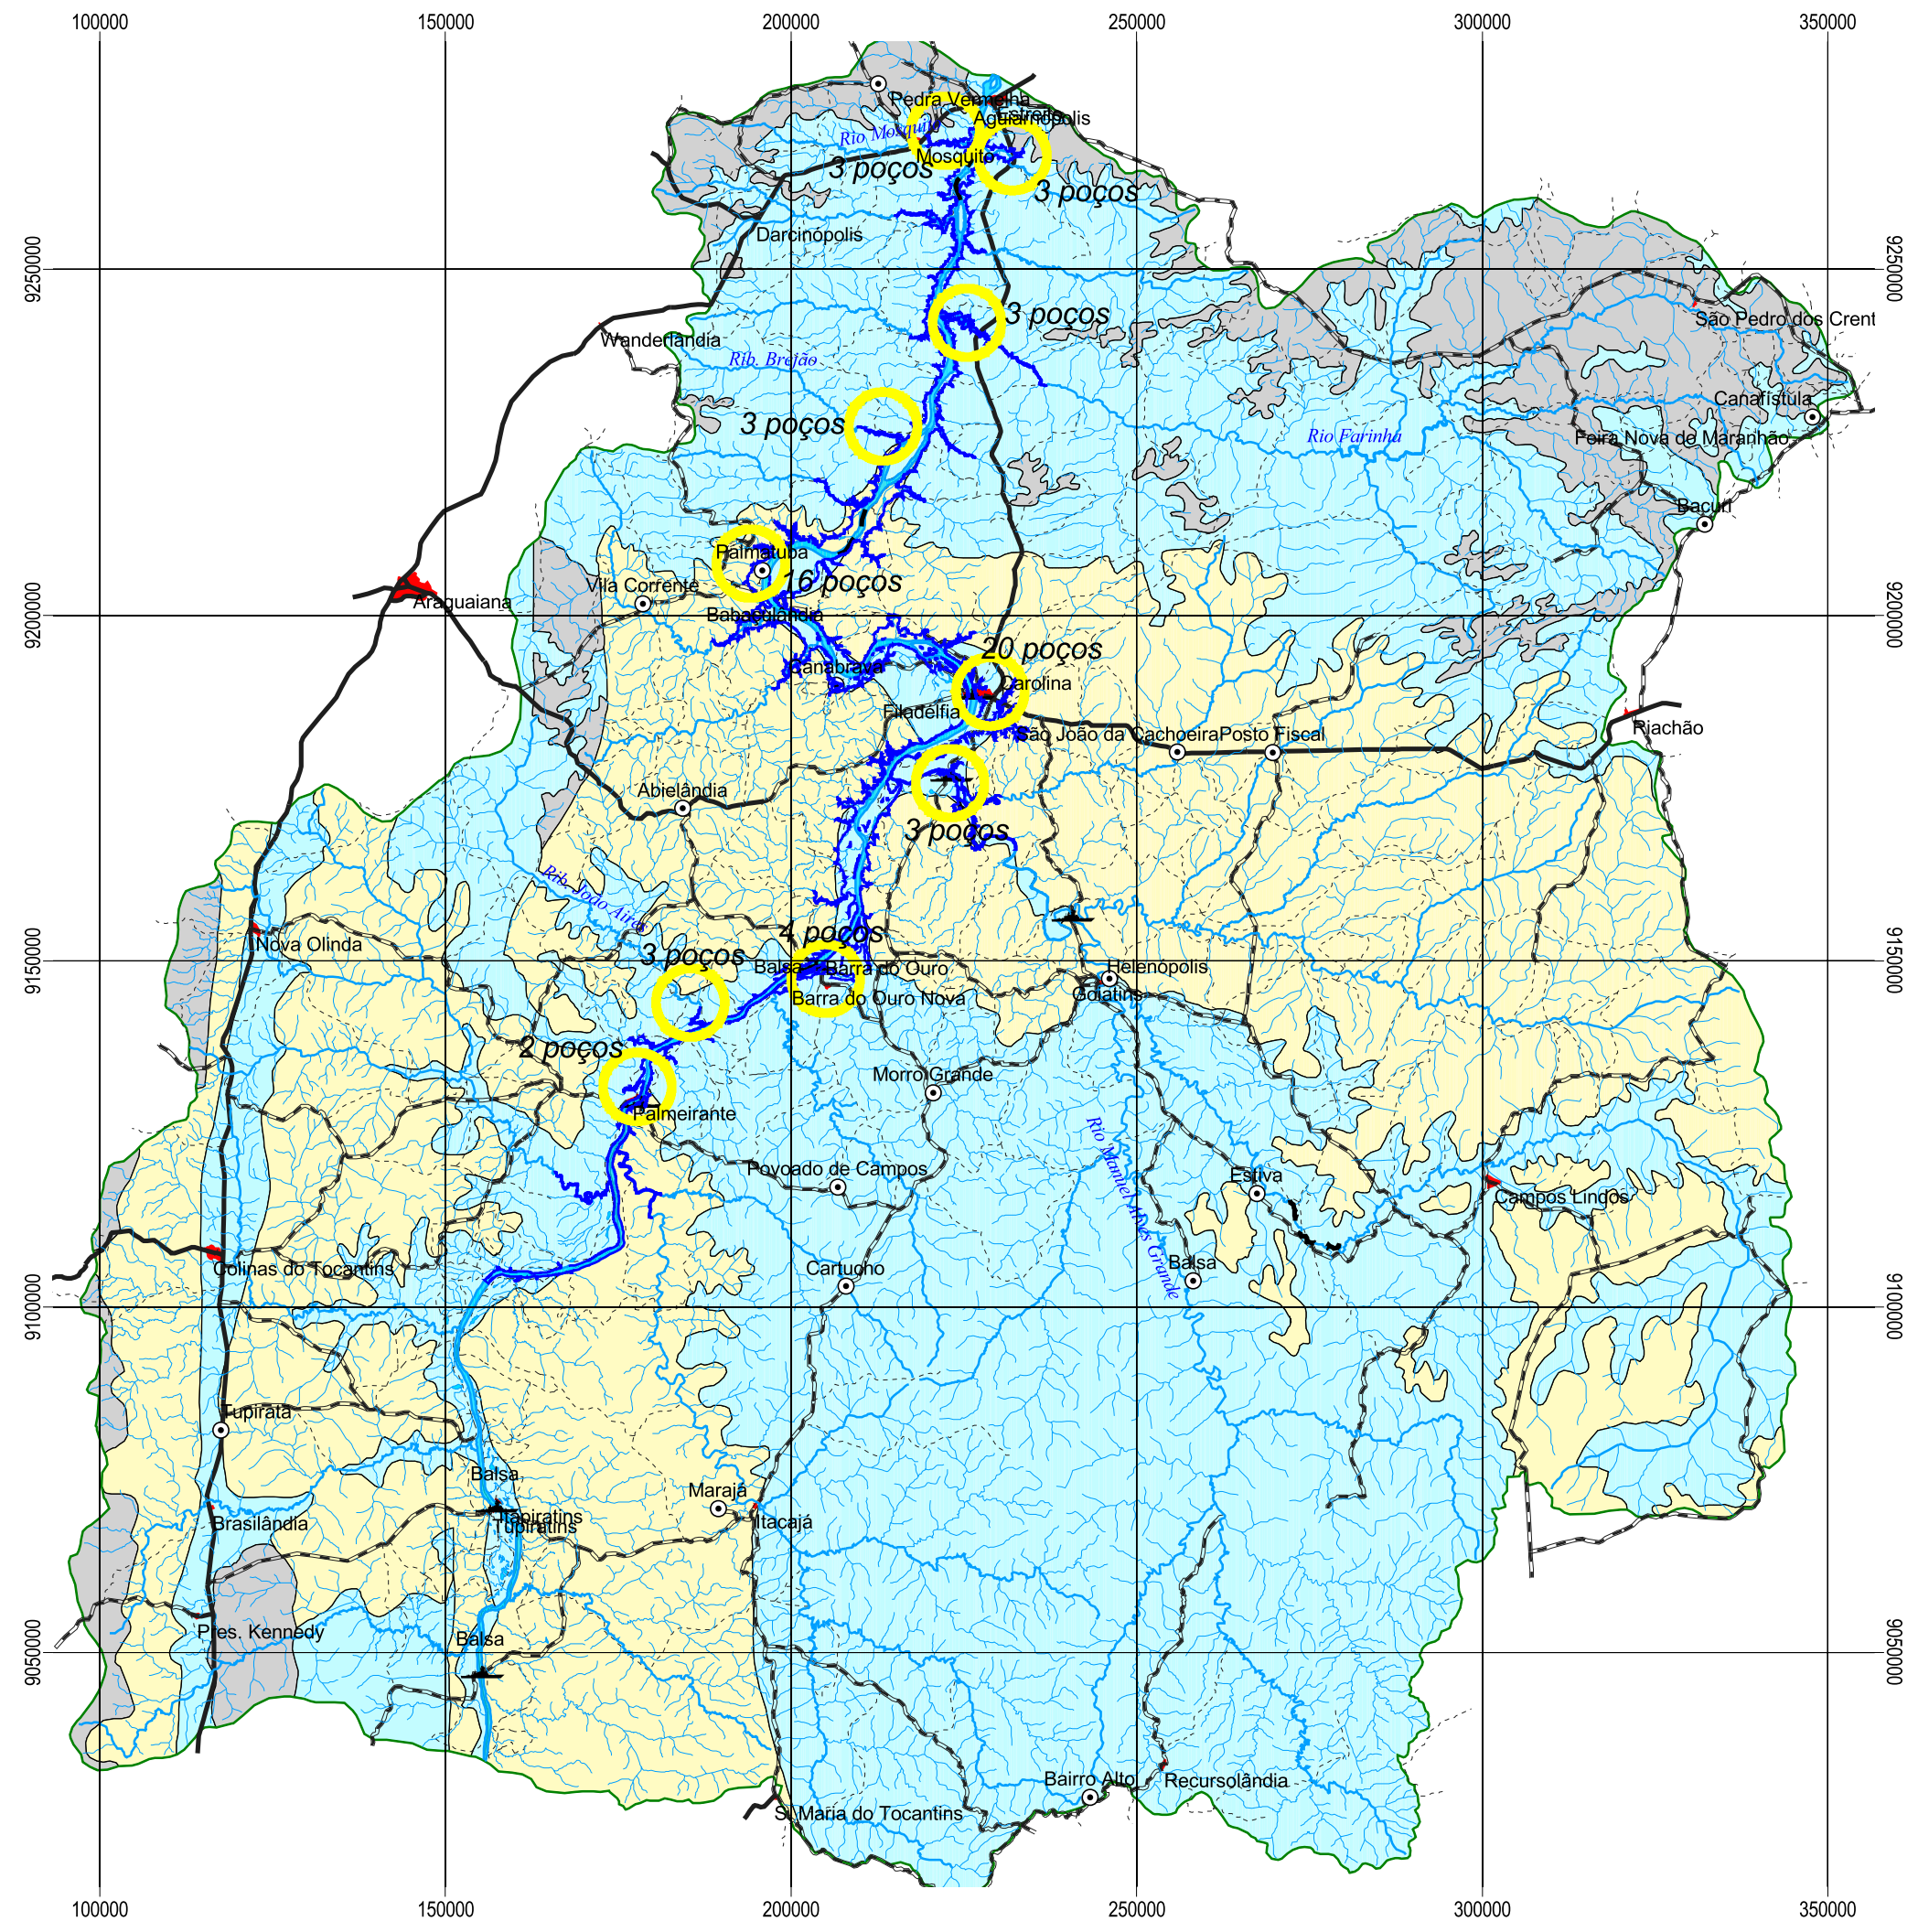 100000 150000 200000 250000 300000 350000
Pedra Vermelha
Estreito
Aguiarnópolis
Rio Mosquito
Mosquito
3 poços
3 poços
Darcinópolis
9250000
9250000
3 poços
São Pedro dos Crent
Wanderlândia
Rib. Brejão
Canafístula
3 poços
Rio Farinha
Feira Nova do Maranhão
Bacuri
Palmatuba
16 poços
Vila Corrente
Araguaiana
Babaçulândia
9200000
9200000
20 poços
Canabrava
Carolina
Filadélfia
São João da Cachoeira
Posto Fiscal
Riachão
Abielândia
3 poços
Rib. João Aires
4 poços
Nova Olinda
3 poços
9150000
9150000
Balsa
Barra do Ouro
Helenópolis
Barra do Ouro Nova
Goiatins
2 poços
Morro Grande
Palmeirante
Povoado de Campos
Estiva
Rio Manuel Alves Grande
Campos Lindos
Colinas do Tocantins
Cartucho
Balsa
9100000
9100000
Tupirata
Balsa
Marajá
Itapiratins
Tupiratins
Brasilândia
Itacajá
Pres. Kennedy
Balsa
9050000
9050000
Bairro Alto
Recursolândia
St Maria do Tocantins
100000 150000 200000 250000 300000 350000